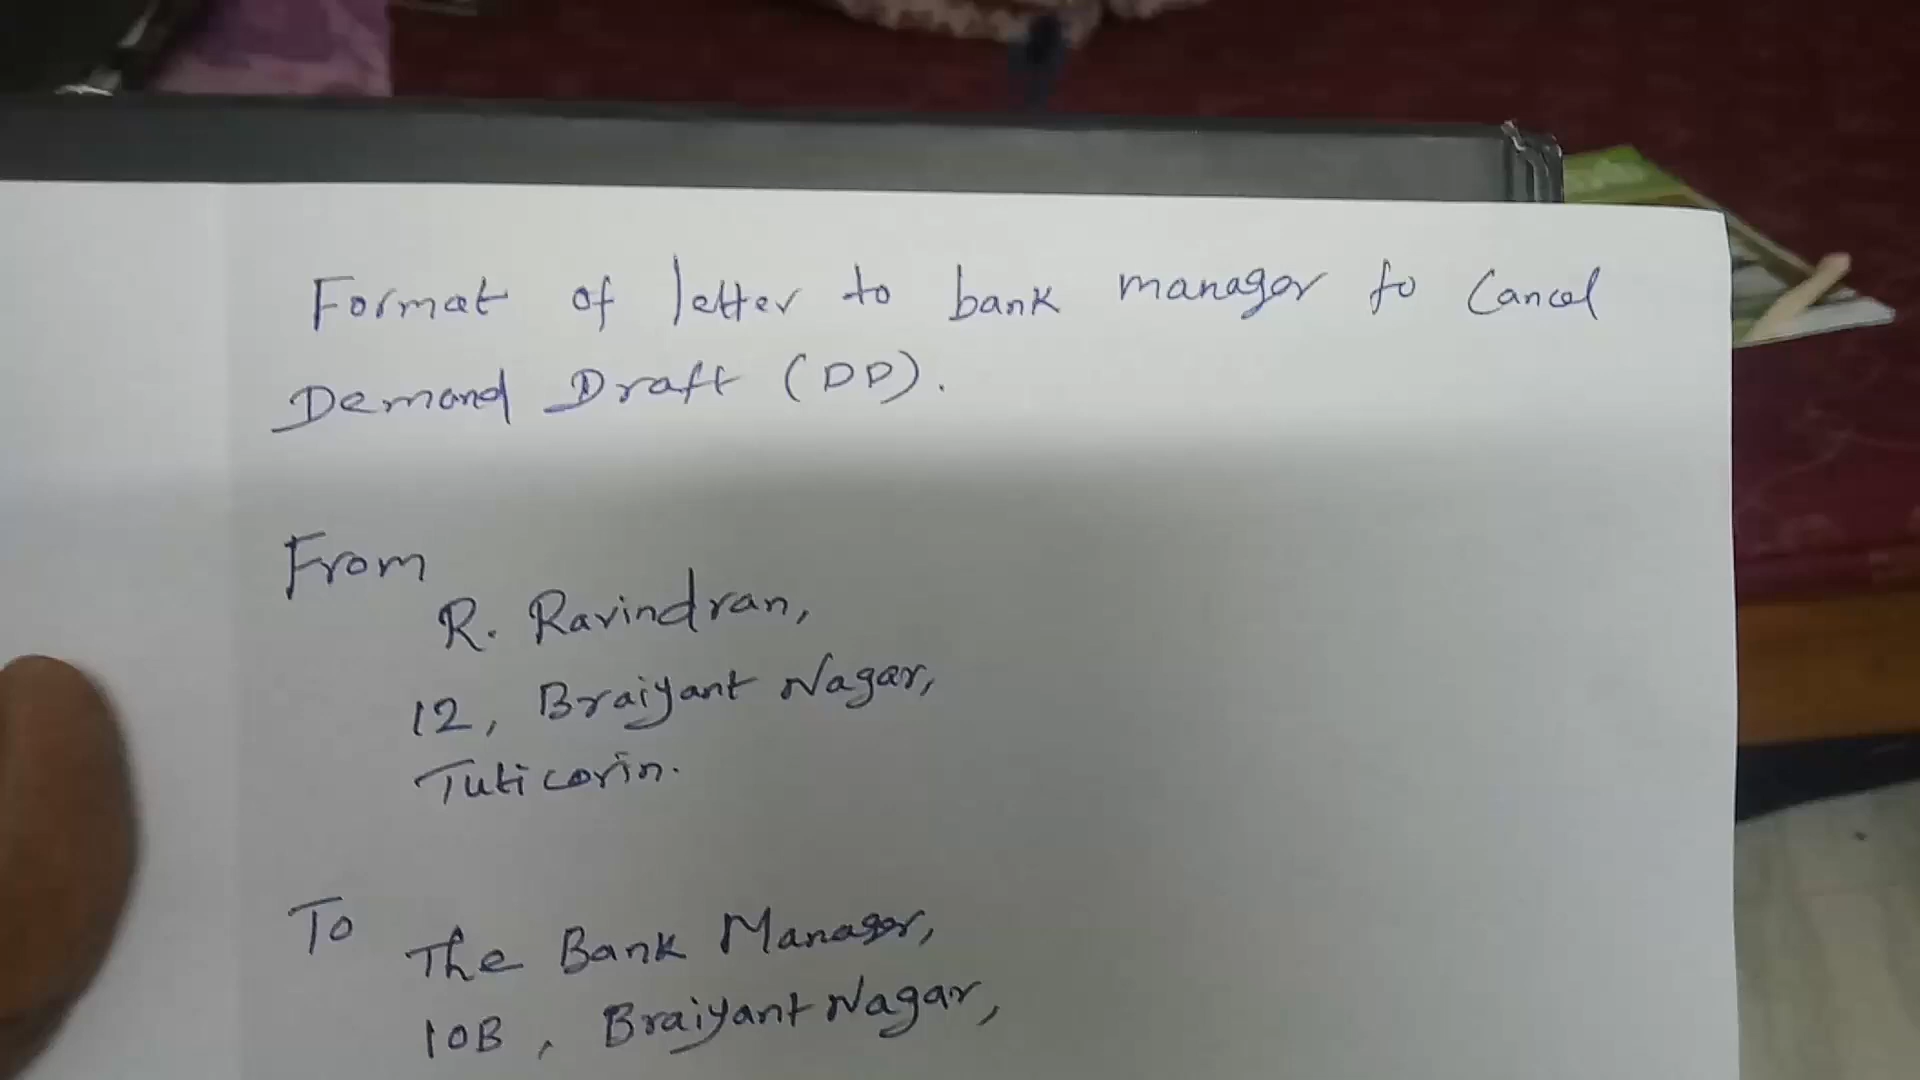 Format of letter to bank manager to Cancel
Demand Draft (DD).
From
R. Ravindran,
12, Braiyant Nagar,
Tuticorin.
To
The Bank Manager,
10B, Braiyant Nagar,